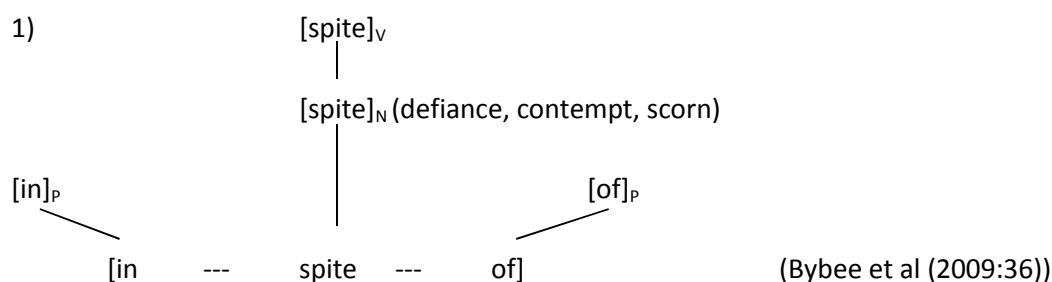 1) [spite]V
[spite]N (defiance, contempt, scorn)
[in]P [of]P
[in --- spite --- of] (Bybee et al (2009:36))